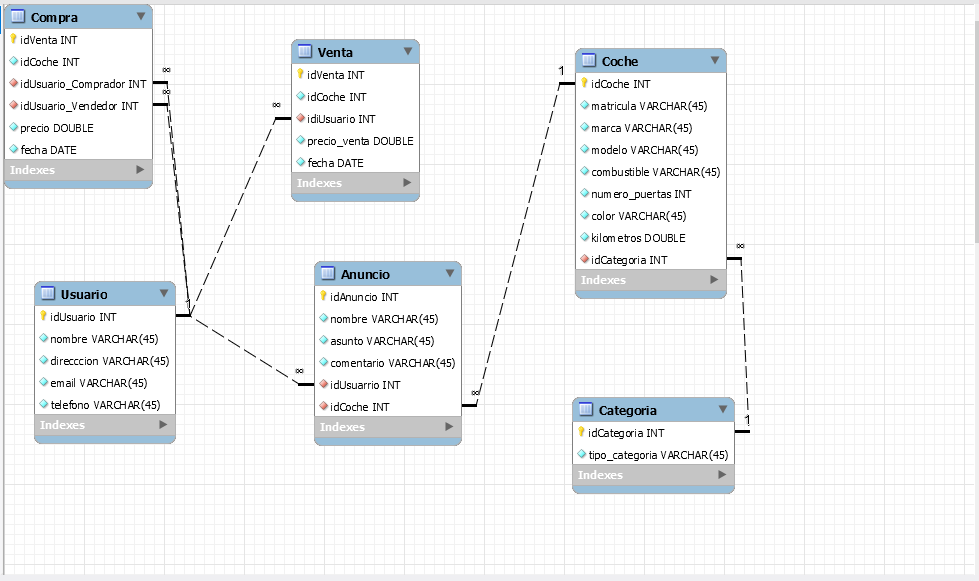 Compra
idVenta INT
idCoche INT
idUsuario_Comprador INT
idUsuario_Vendedor INT
precio DOUBLE
fecha DATE
Indexes
∞
∞
Venta
idVenta INT
idCoche INT
idiUsuario INT
precio_venta DOUBLE
fecha DATE
Indexes
∞
Coche
idCoche INT
matricula VARCHAR(45)
marca VARCHAR(45)
modelo VARCHAR(45)
combustible VARCHAR(45)
numero_puertas INT
color VARCHAR(45)
kilometros DOUBLE
idCategoria INT
Indexes
1
∞
Usuario
idUsuario INT
nombre VARCHAR(45)
direcccion VARCHAR(45)
email VARCHAR(45)
telefono VARCHAR(45)
Indexes
1
Anuncio
idAnuncio INT
nombre VARCHAR(45)
asunto VARCHAR(45)
comentario VARCHAR(45)
idUsuarrio INT
idCoche INT
Indexes
∞
∞
Categoria
idCategoria INT
tipo_categoria VARCHAR(45)
Indexes
1